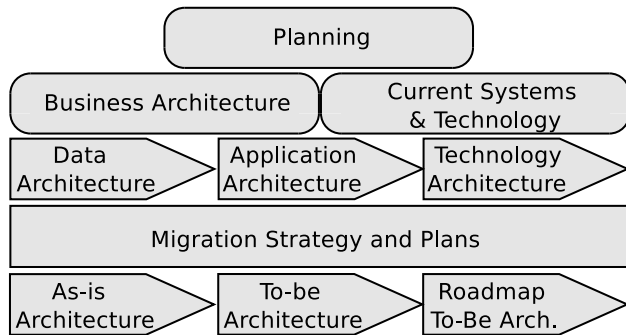 Planning
Business Architecture
Current Systems
& Technology
Data
Architecture
Application
Architecture
Technology
Architecture
Migration Strategy and Plans
As-is
Architecture
To-be
Architecture
Roadmap
To-Be Arch.